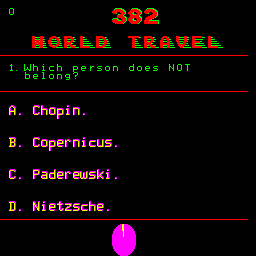 0
382
WORLD TRAVEL
1. Which person does NOT
belong?
A. Chopin.
B. Copernicus.
C. Paderewski.
D. Nietzsche.